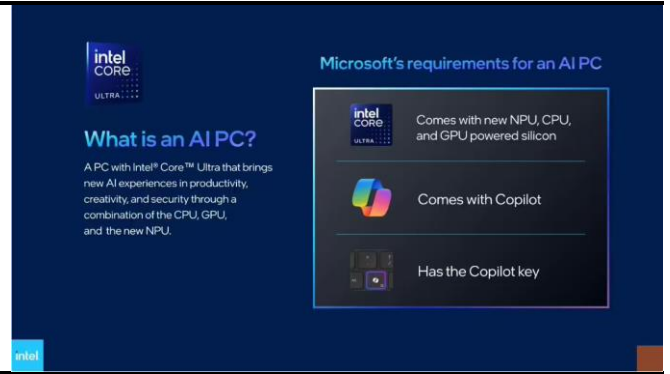 intel
CORE
ULTRA
What is an AI PC?
A PC with Intel® Core™ Ultra that brings
new AI experiences in productivity,
creativity, and security through a
combination of the CPU, GPU,
and the new NPU.
Microsoft's requirements for an AI PC
intel
CORE
ULTRA
Comes with new NPU, CPU,
and GPU powered silicon
Comes with Copilot
Has the Copilot key
intel